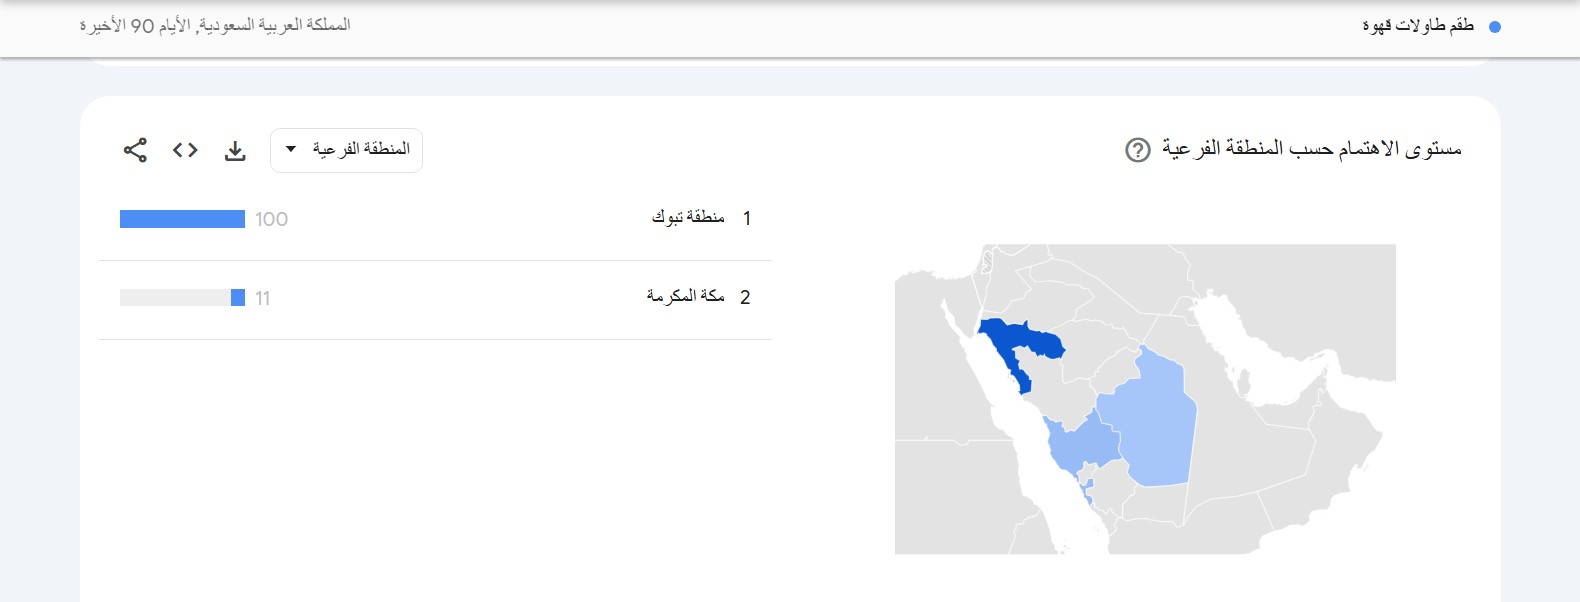 طقم طاولات قهوة
المملكة العربية السعودية, الأيام 90 الأخيرة
مستوى الاهتمام حسب المنطقة الفرعية ?
المنطقة الفرعية
1 منطقة تبوك 100
2 مكة المكرمة 11